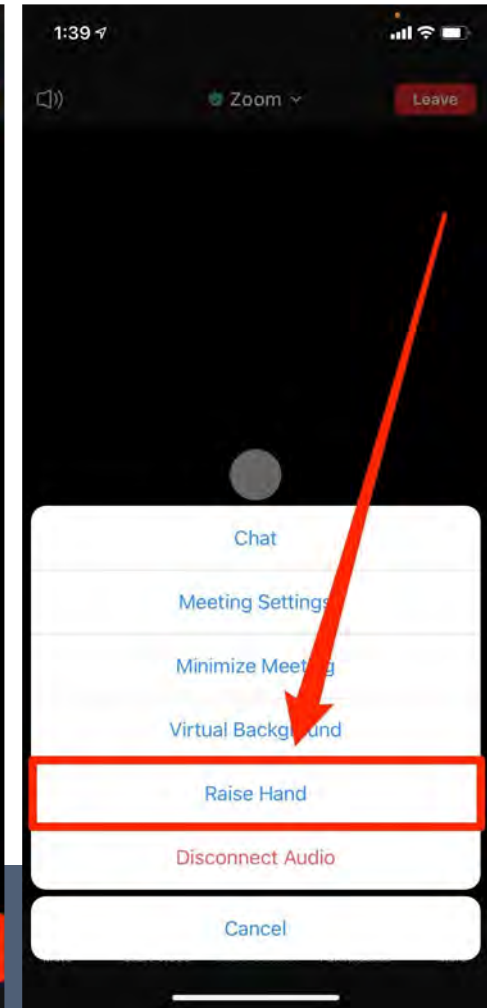 1:39
Zoom
Leave
Chat
Meeting Settings
Minimize Meeting
Virtual Background
Raise Hand
Disconnect Audio
Cancel